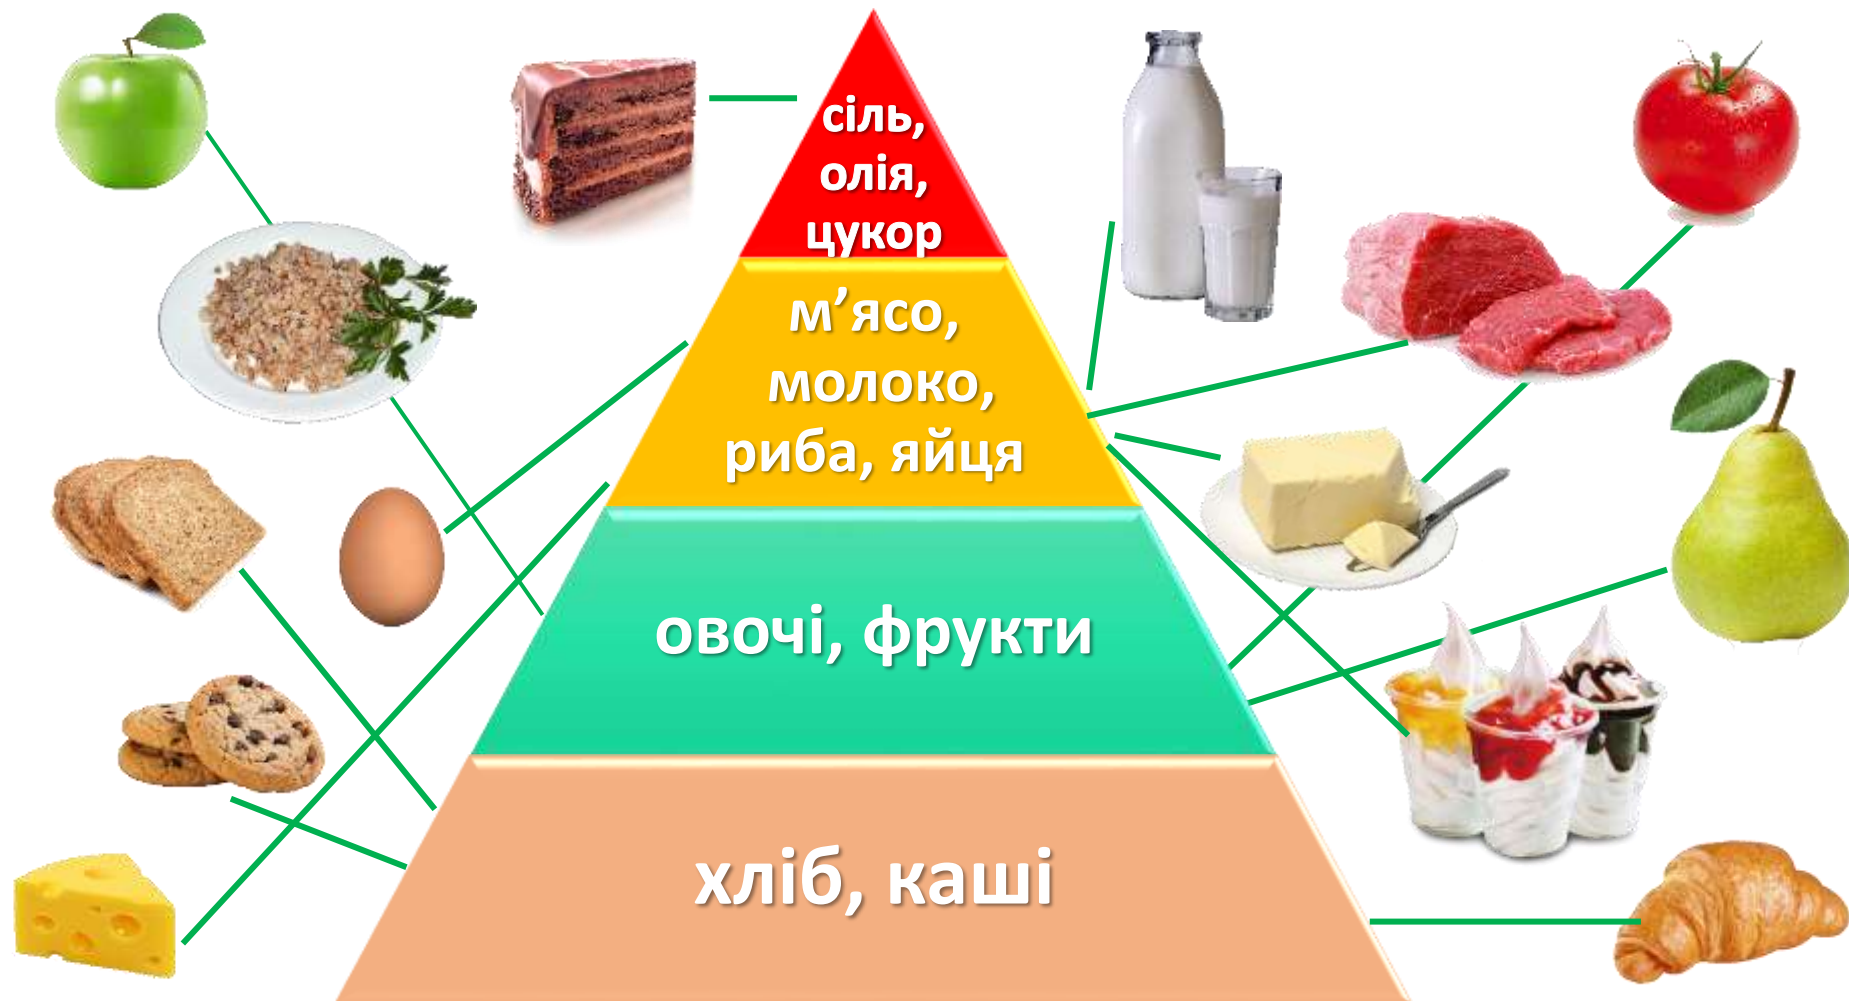 сіль,
олія,
цукор
м’ясо,
молоко,
риба, яйця
овочі, фрукти
хліб, каші